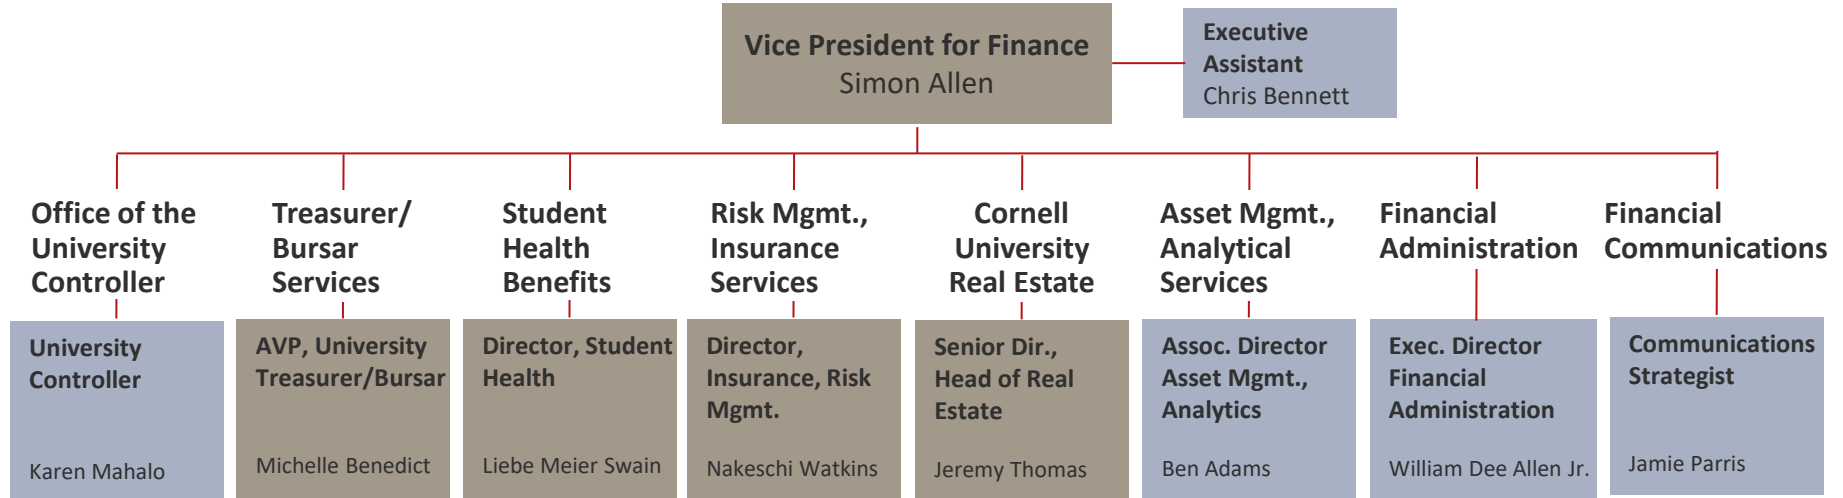 Vice President for Finance
Simon Allen
Executive
Assistant
Chris Bennett
Office of the
University
Controller
Treasurer/
Bursar
Services
Student
Health
Benefits
Risk Mgmt.,
Insurance
Services
Cornell
University
Real Estate
Asset Mgmt.,
Analytical
Services
Financial
Administration
Financial
Communications
University
Controller
Karen Mahalo
AVP, University
Treasurer/Bursar
Michelle Benedict
Director, Student
Health
Liebe Meier Swain
Director,
Insurance, Risk
Mgmt.
Nakeschi Watkins
Senior Dir.,
Head of Real
Estate
Jeremy Thomas
Assoc. Director
Asset Mgmt.,
Analytics
Ben Adams
Exec. Director
Financial
Administration
William Dee Allen Jr.
Communications
Strategist
Jamie Parris